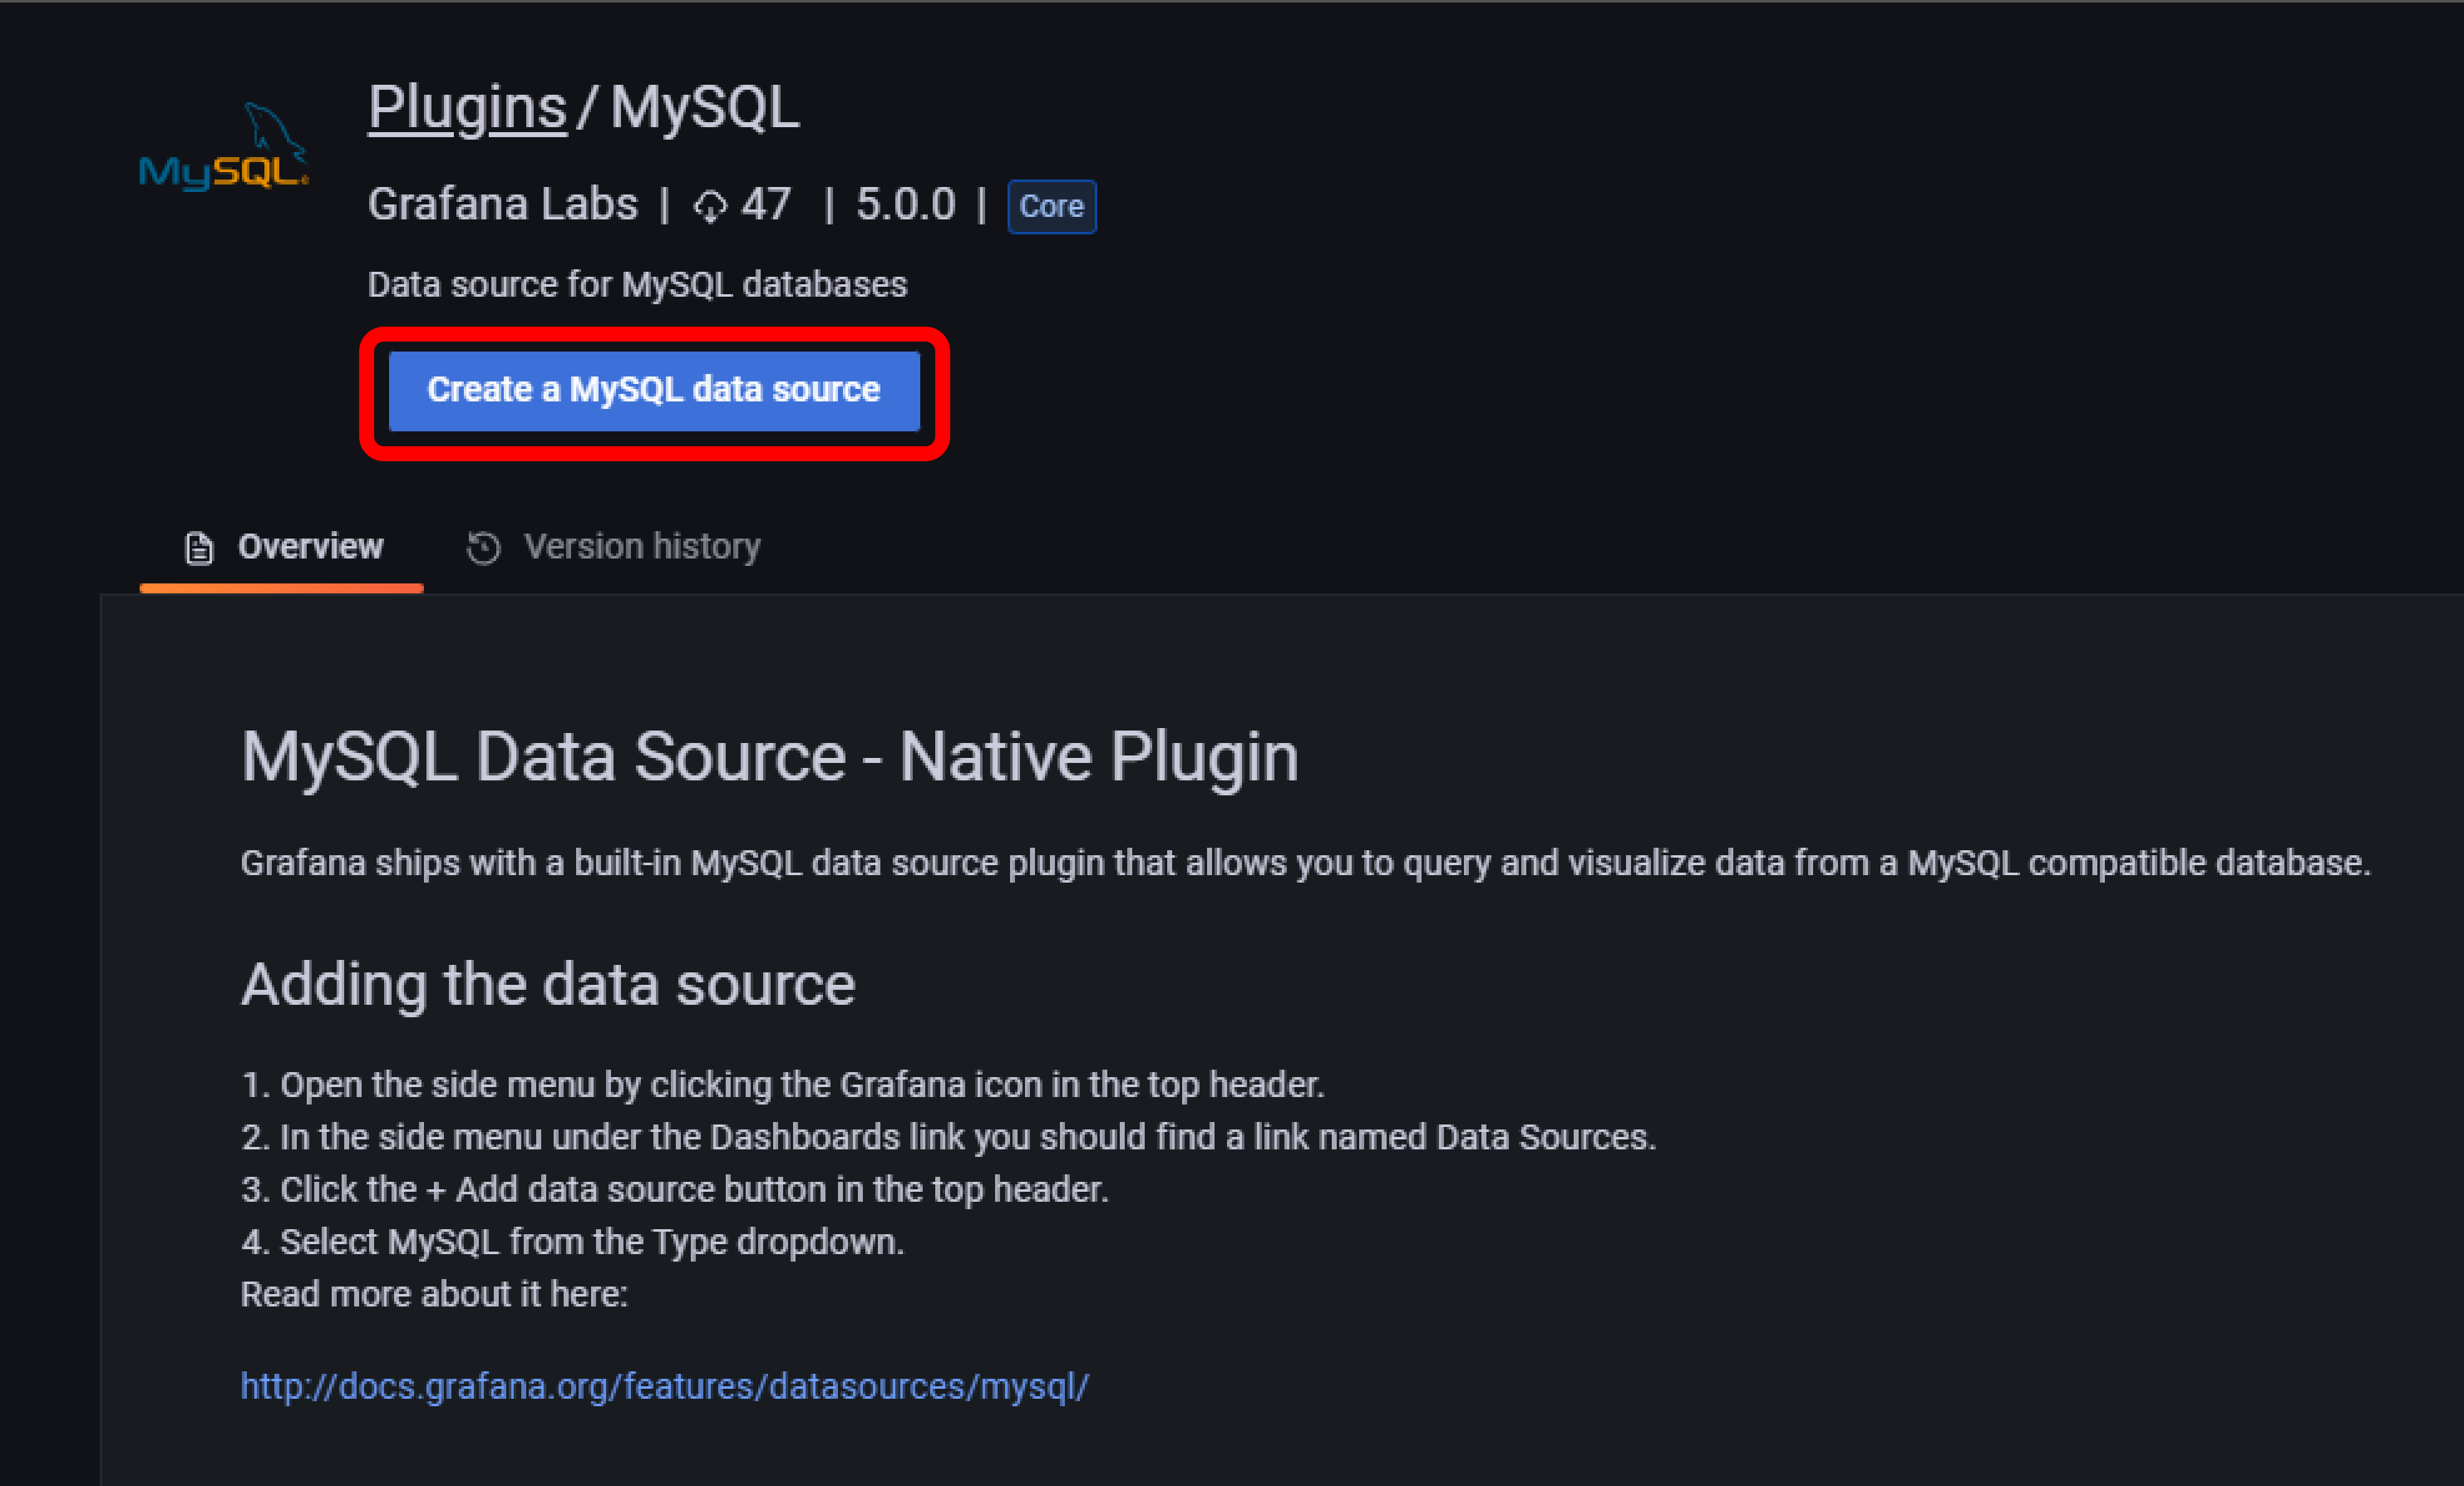 MySQL
Plugins / MySQL
Grafana Labs | 47 | 5.0.0 | Core
Data source for MySQL databases
Create a MySQL data source
Overview Version history
MySQL Data Source - Native Plugin
Grafana ships with a built-in MySQL data source plugin that allows you to query and visualize data from a MySQL compatible database.
Adding the data source
1. Open the side menu by clicking the Grafana icon in the top header.
2. In the side menu under the Dashboards link you should find a link named Data Sources.
3. Click the + Add data source button in the top header.
4. Select MySQL from the Type dropdown.
Read more about it here:
http://docs.grafana.org/features/datasources/mysql/